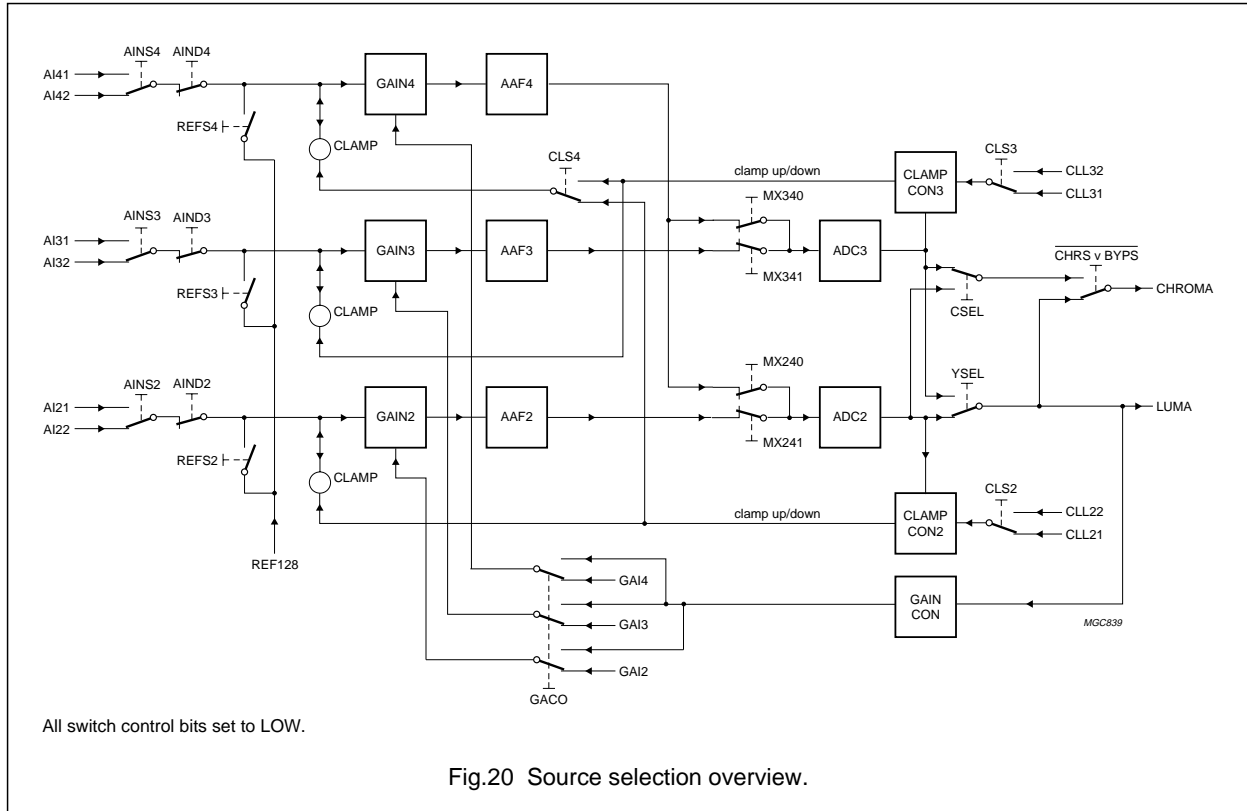 AINS4 AIND4
AI41
AI42
GAIN4
AAF4
REFS4
CLAMP
CLS4
clamp up/down
CLAMP
CON3
CLS3
CLL32
CLL31
AINS3 AIND3
AI31
AI32
GAIN3
AAF3
MX340
MX341
ADC3
CHRS v BYPS
CHROMA
REFS3
CLAMP
CSEL
AINS2 AIND2
AI21
AI22
GAIN2
AAF2
MX240
MX241
ADC2
YSEL
LUMA
REFS2
CLAMP
clamp up/down
CLAMP
CON2
CLS2
CLL22
CLL21
REF128
GAI4
GAI3
GAI2
GACO
GAIN
CON
MGC839
All switch control bits set to LOW.
Fig.20 Source selection overview.